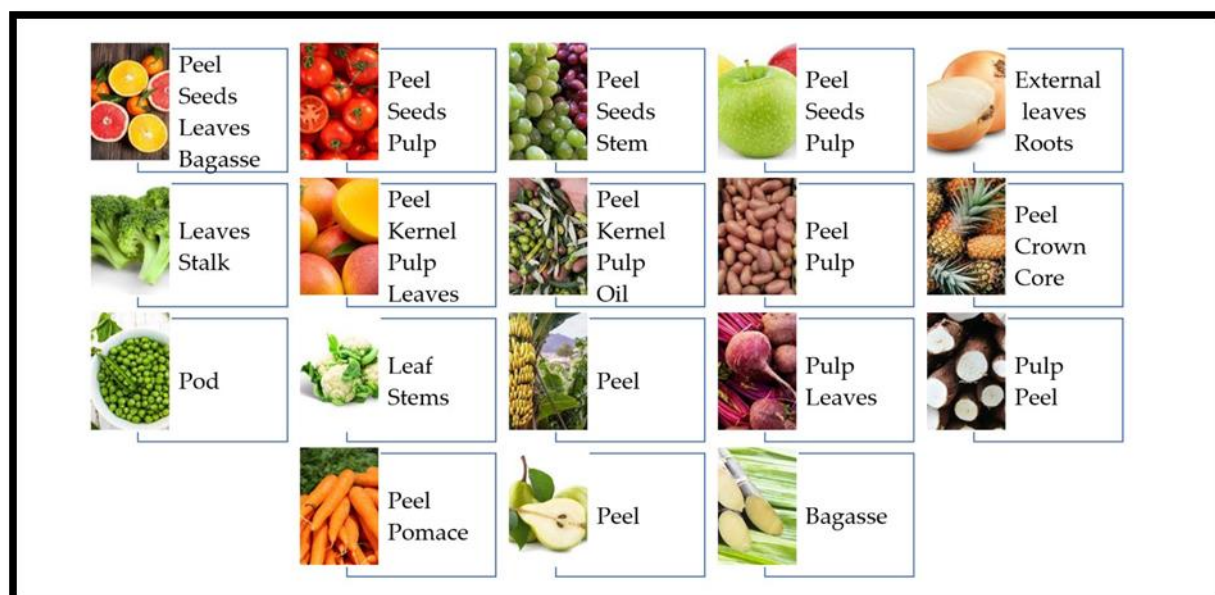 Peel
Seeds
Leaves
Bagasse
Peel
Seeds
Pulp
Peel
Seeds
Stem
Peel
Seeds
Pulp
External
leaves
Roots
Leaves
Stalk
Peel
Kernel
Pulp
Leaves
Peel
Kernel
Pulp
Oil
Peel
Pulp
Peel
Crown
Core
Pod
Leaf
Stems
Peel
Pulp
Leaves
Pulp
Peel
Peel
Pomace
Peel
Bagasse